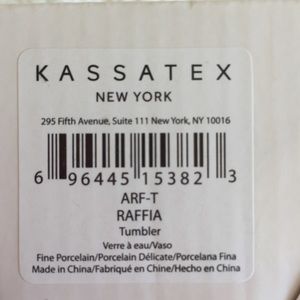 KASSATEX
NEW YORK
295 Fifth Avenue, Suite 111 New York, NY 10016
6 96445 15382 3
ARF-T
RAFFIA
Tumbler
Verre à eau/Vaso
Fine Porcelain/Porcelain Délicate/Porcelana Fina
Made in China/Fabriqué en Chine/Hecho en China